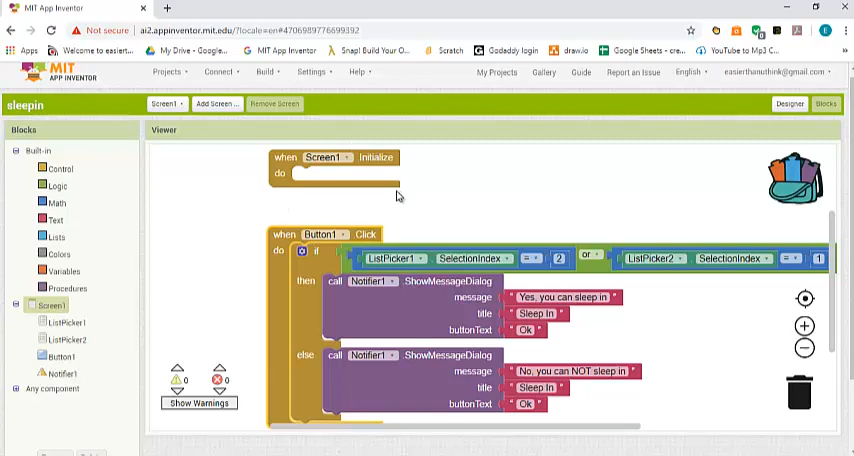 MIT App Inventor
Not secure | ai2.appinventor.mit.edu/?locale=en#4706989776699392
Apps Welcome to easiert... My Drive - Google... MIT App Inventor Snap! Build Your O... Scratch Godaddy login draw.io Google Sheets - cre... YouTube to Mp3 C...
MIT
APP INVENTOR
Projects Connect Build Settings Help My Projects Gallery Guide Report an Issue English easierthanuthink@gmail.com
sleepin Screen1 Add Screen ... Remove Screen Designer Blocks
Blocks Viewer
Built-in
Control
Logic
Math
Text
Lists
Colors
Variables
Procedures
Screen1
ListPicker1
ListPicker2
Button1
Notifier1
Any component
when Screen1 .Initialize
do
when Button1 .Click
do if ListPicker1 . SelectionIndex = 2 or ListPicker2 . SelectionIndex = 1
then call Notifier1 .ShowMessageDialog
message " Yes, you can sleep in "
title " Sleep In "
buttonText " Ok "
else call Notifier1 .ShowMessageDialog
message " No, you can NOT sleep in "
title " Sleep In "
buttonText " Ok "
0 0
Show Warnings